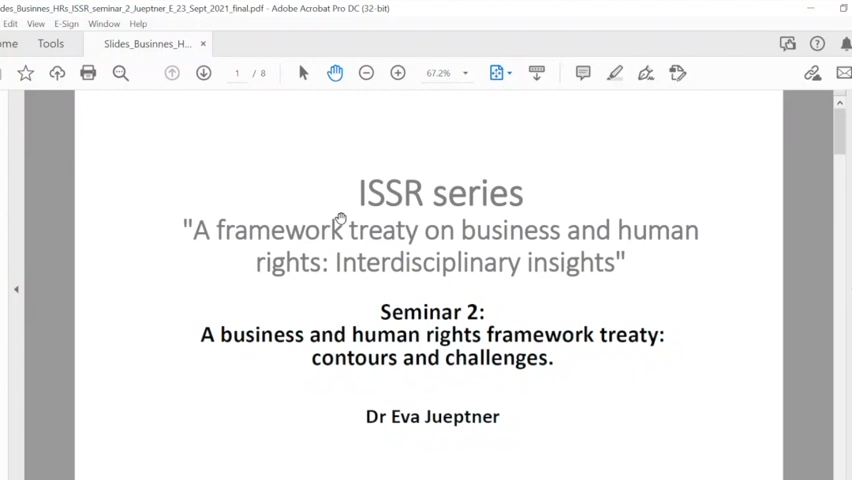 des_Businnes_HRs_ISSR_seminar_2_Jueptner_E_23_Sept_2021_final.pdf - Adobe Acrobat Pro DC (32-bit)
Edit View E-Sign Window Help
ome Tools Slides_Businnes_H... ×
1 / 8 67.2%
ISSR series
"A framework treaty on business and human
rights: Interdisciplinary insights"
Seminar 2:
A business and human rights framework treaty:
contours and challenges.
Dr Eva Jueptner